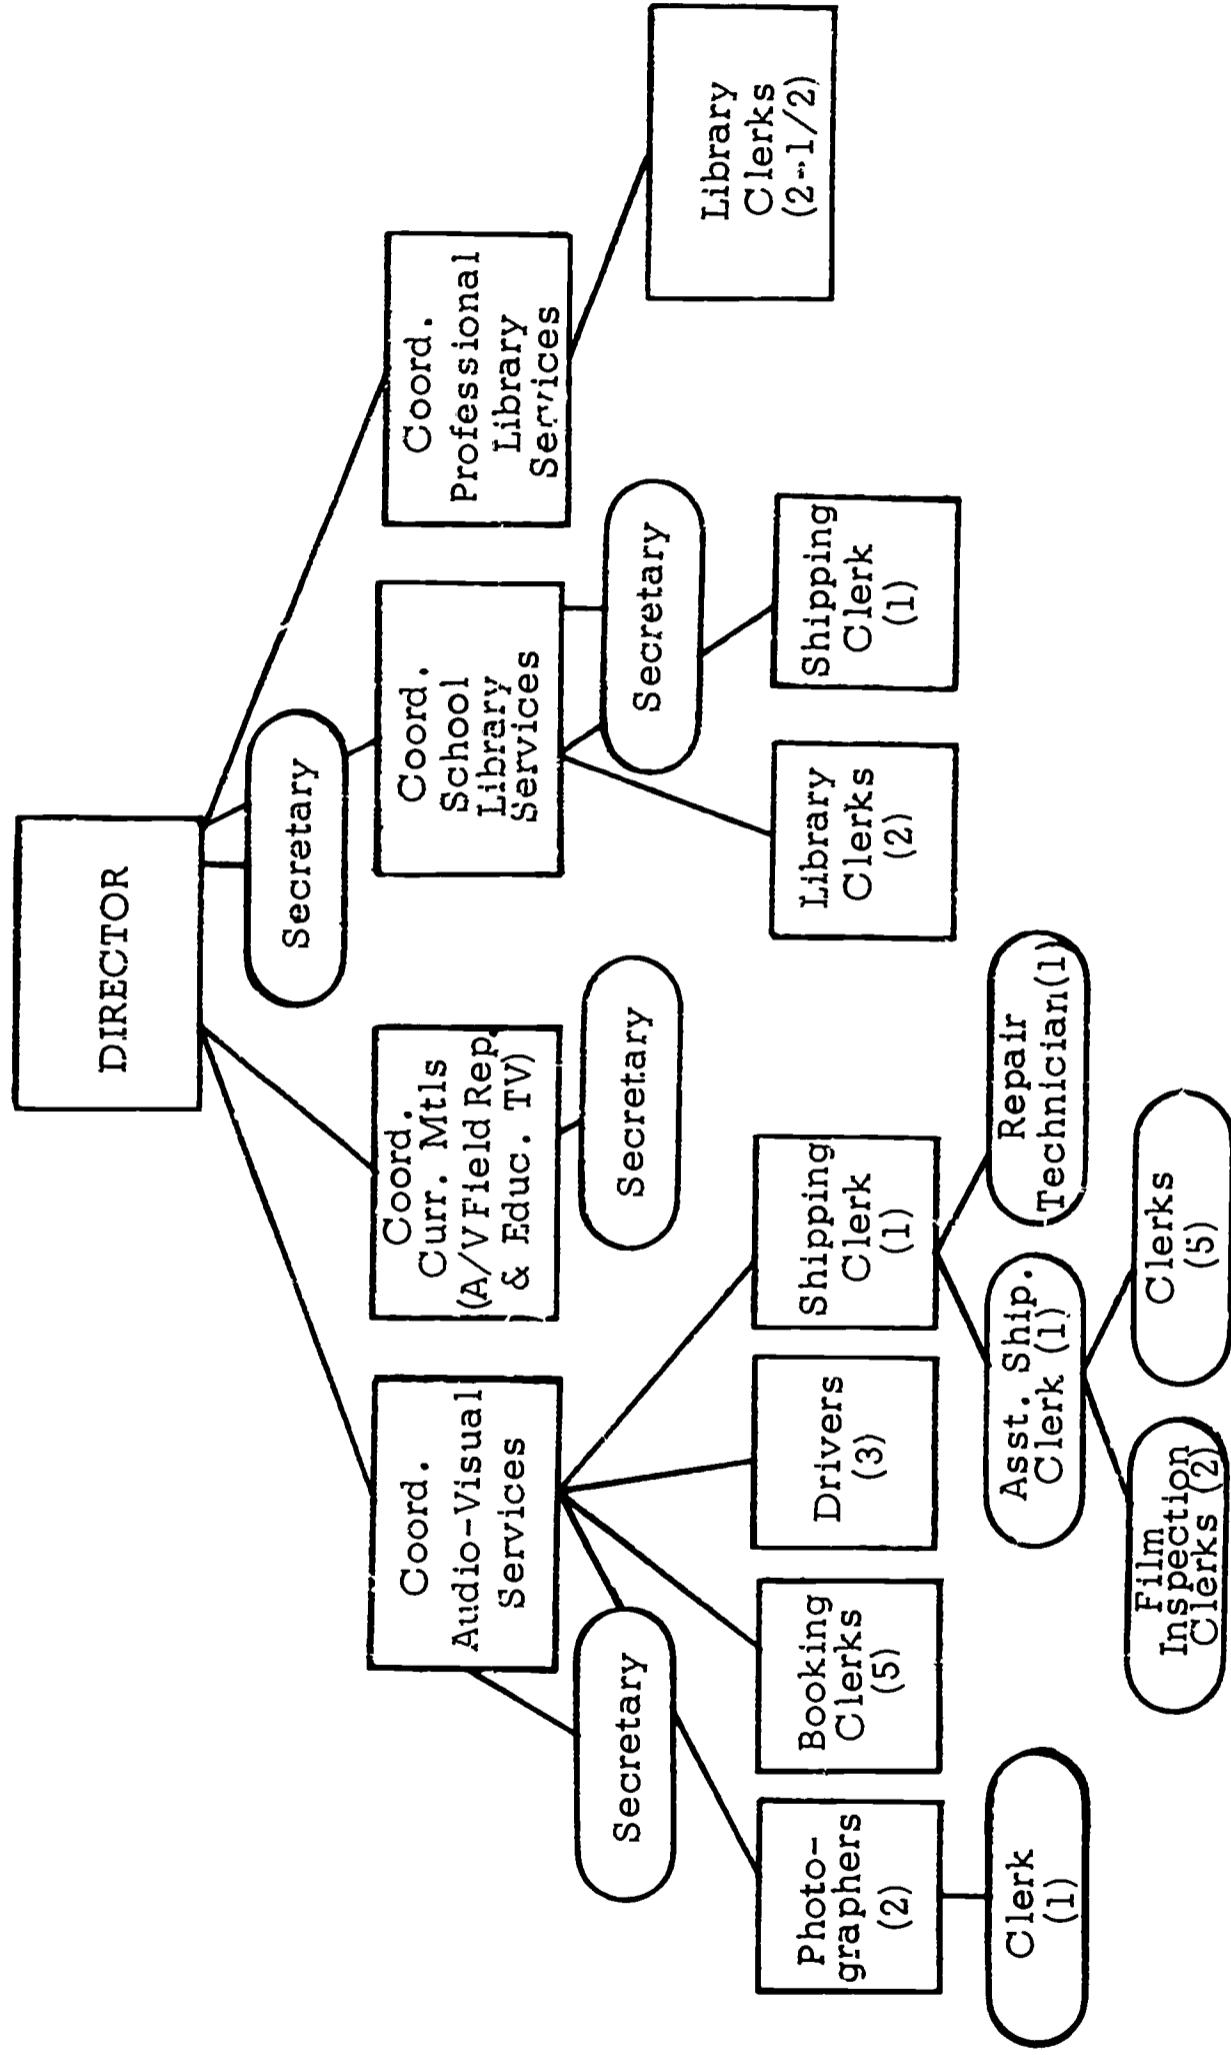 DIRECTOR
Secretary
Coord.
Audio-Visual
Services
Coord.
Curr. Mtls
(A/V Field Rep.
& Educ. TV)
Coord.
School
Library
Services
Coord.
Professional
Library
Services
Secretary
Secretary
Secretary
Photo-
graphers
(2)
Booking
Clerks
(5)
Drivers
(3)
Shipping
Clerk
(1)
Library
Clerks
(2)
Shipping
Clerk
(1)
Library
Clerks
(2-1/2)
Clerk
(1)
Asst. Ship.
Clerk (1)
Repair
Technician(1)
Film
Inspection
Clerks (2)
Clerks
(5)